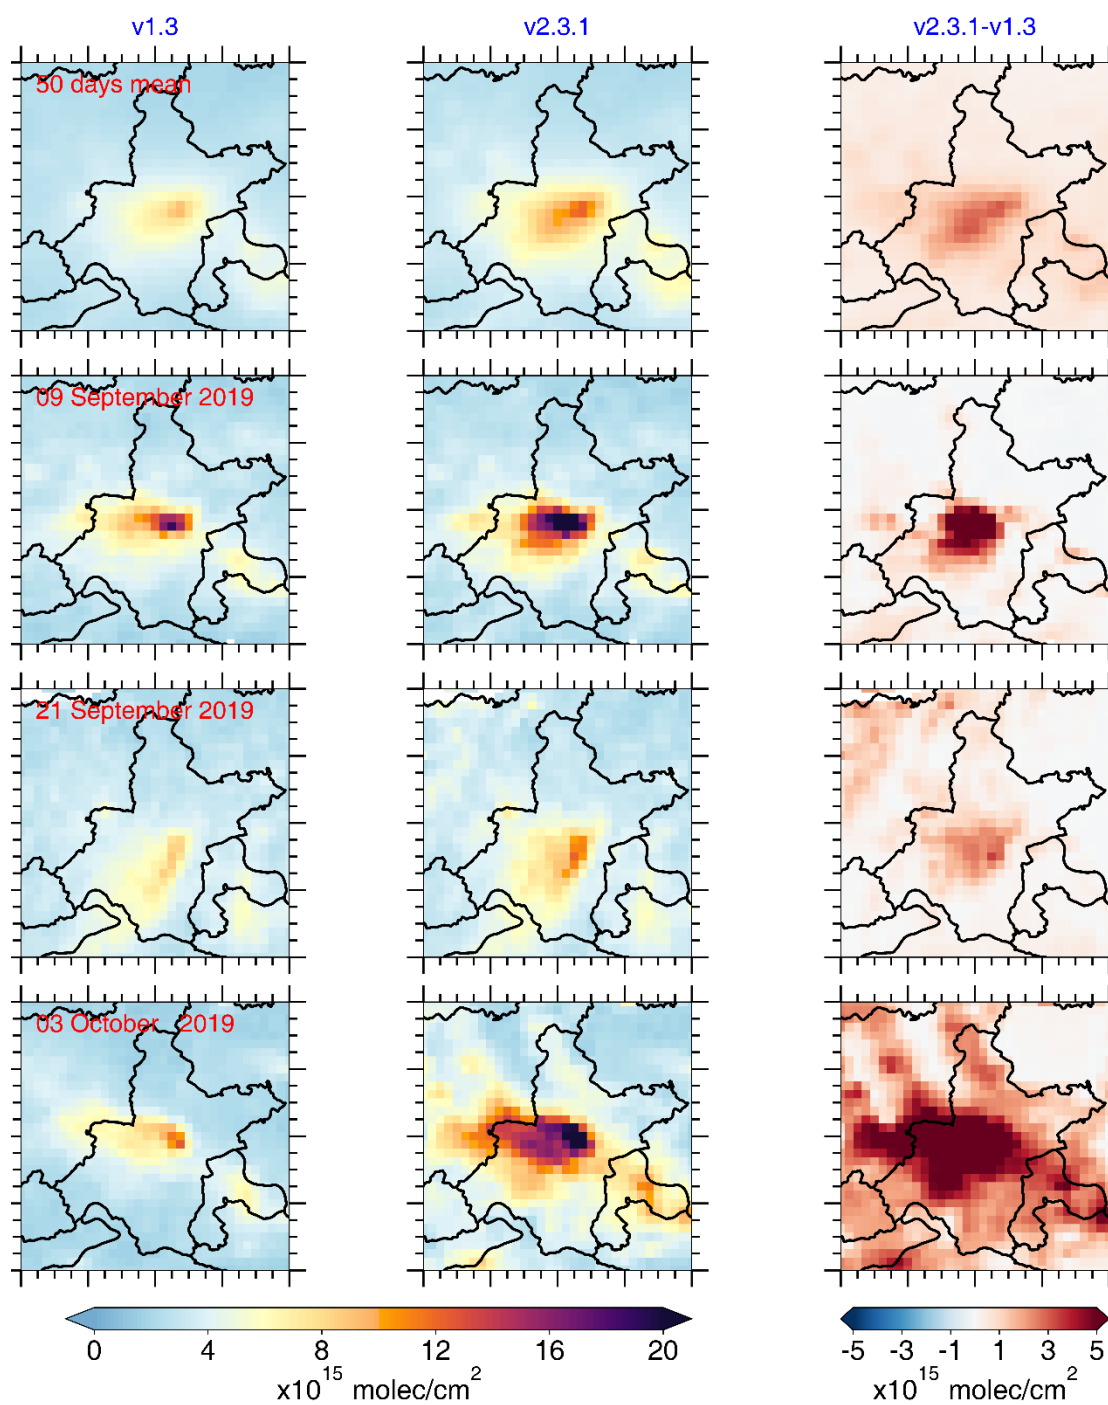 v1.3 v2.3.1 v2.3.1-v1.3
50 days mean
09 September 2019
21 September 2019
03 October 2019
0 4 8 12 16 20 -5 -3 -1 1 3 5
x10^15 molec/cm^2 x10^15 molec/cm^2